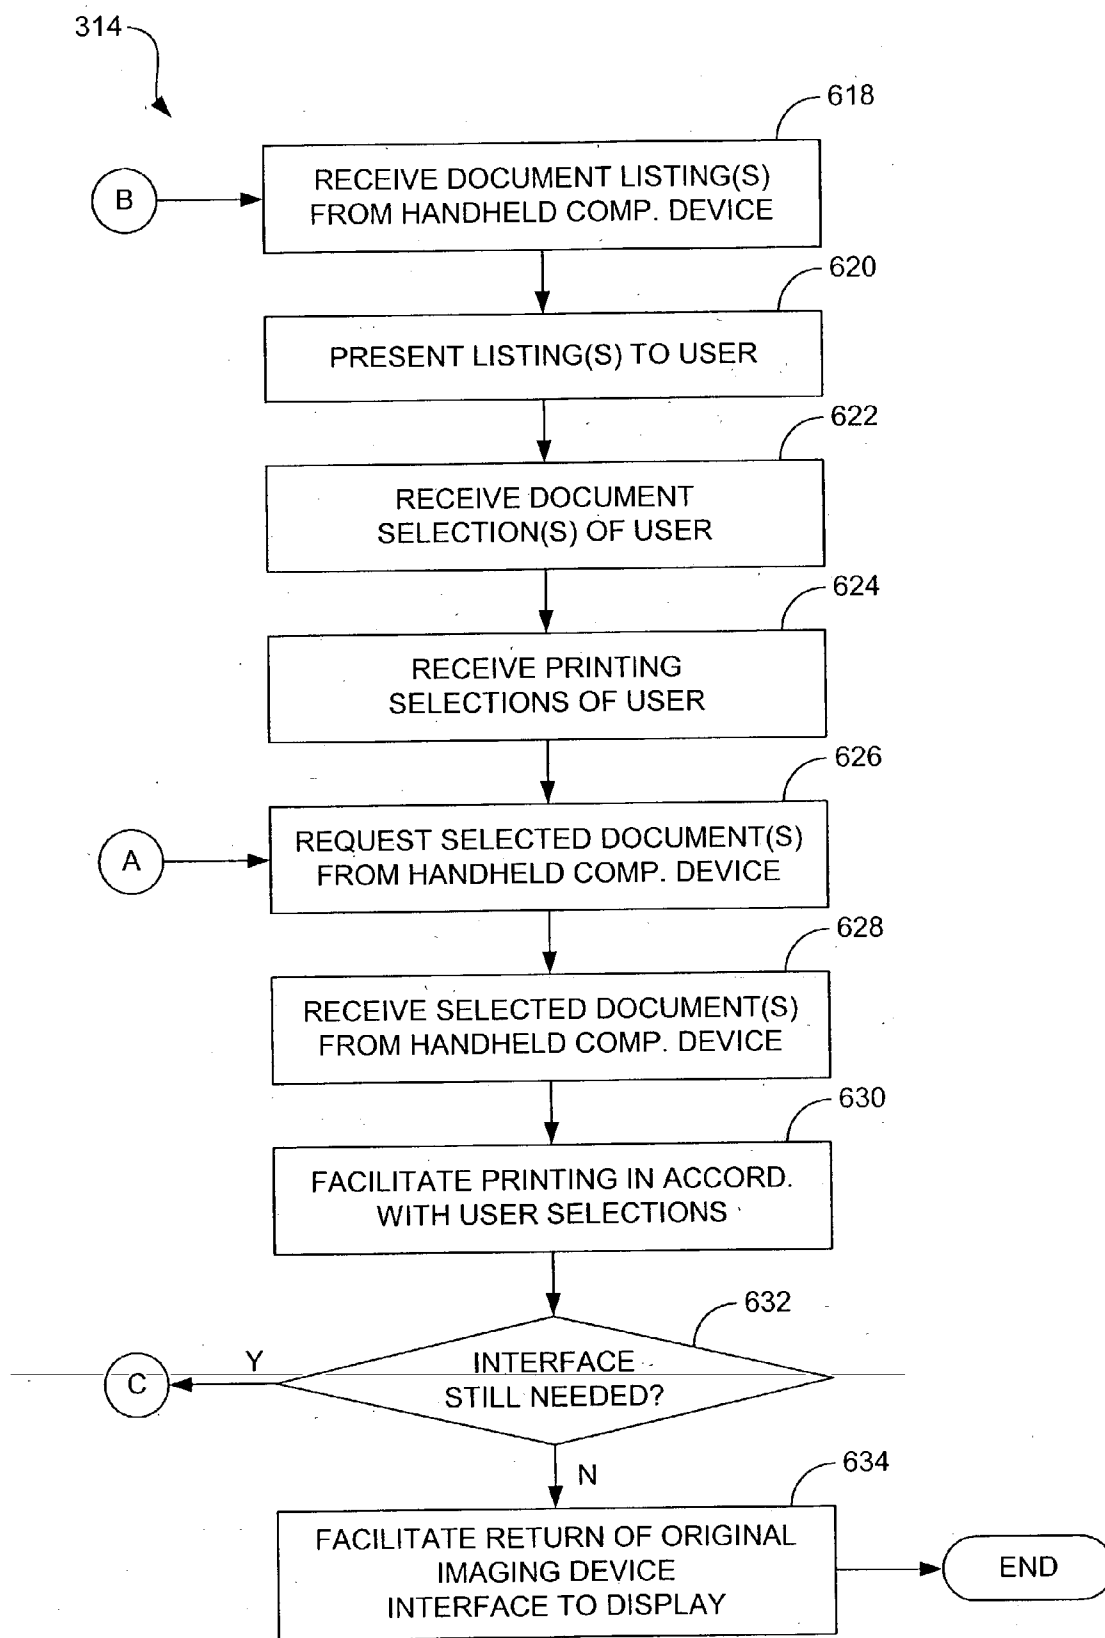 314
618
B
RECEIVE DOCUMENT LISTING(S)
FROM HANDHELD COMP. DEVICE
620
PRESENT LISTING(S) TO USER
622
RECEIVE DOCUMENT
SELECTION(S) OF USER
624
RECEIVE PRINTING
SELECTIONS OF USER
626
A
REQUEST SELECTED DOCUMENT(S)
FROM HANDHELD COMP. DEVICE
628
RECEIVE SELECTED DOCUMENT(S)
FROM HANDHELD COMP. DEVICE
630
FACILITATE PRINTING IN ACCORD.
WITH USER SELECTIONS
632
C
Y
INTERFACE
STILL NEEDED?
N
634
FACILITATE RETURN OF ORIGINAL
IMAGING DEVICE
INTERFACE TO DISPLAY
END